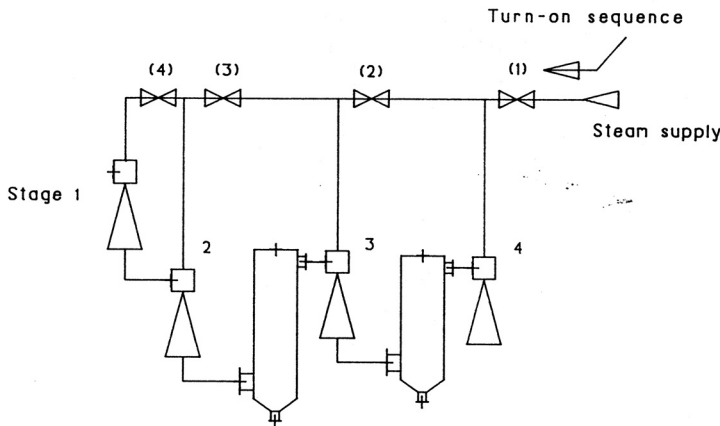 Turn-on sequence
(4) (3) (2) (1)
Steam supply
Stage 1
2 3 4